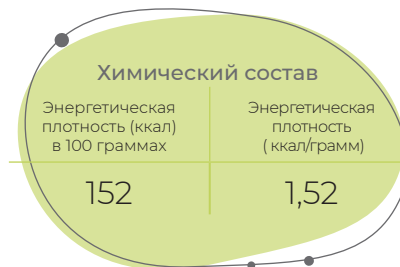 Химический состав
Энергетическая
плотность (ккал)
в 100 граммах
Энергетическая
плотность
( ккал/грамм)
152
1,52